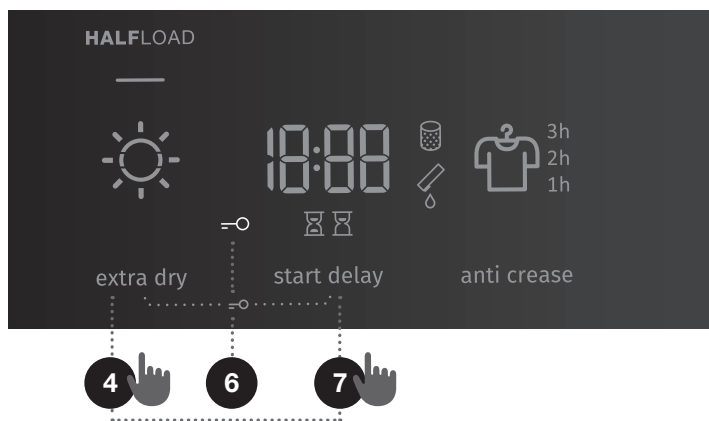 HALFLOAD
18:88
3h
2h
1h
extra dry
start delay
anti crease
4
6
7